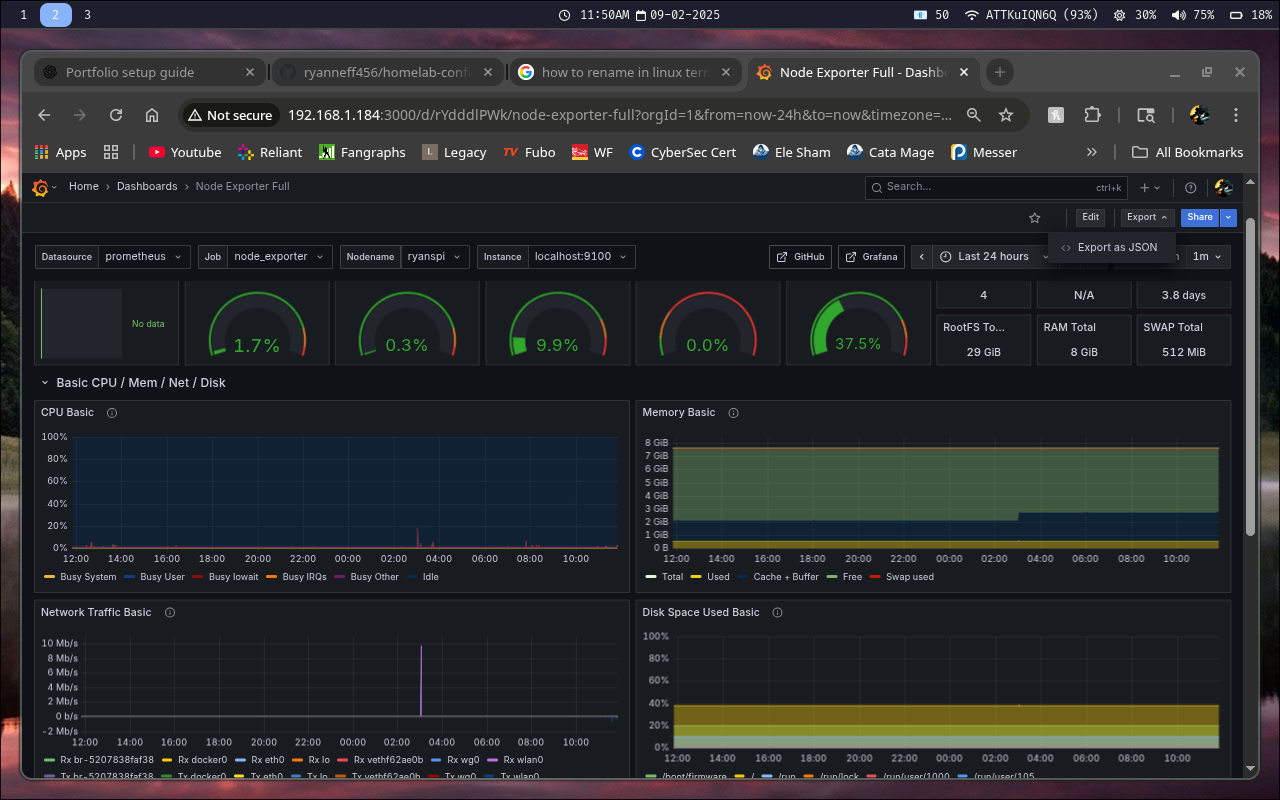 1 2 3 11:50AM 09-02-2025 50 ATTKuIQN6Q (93%) 30% 75% 18%
Portfolio setup guide ryanneff456/homelab-confi how to rename in linux terr Node Exporter Full - Dashb
Not secure 192.168.1.184:3000/d/rYdddlPWk/node-exporter-full?orgId=1&from=now-24h&to=now&timezone=...
Apps Youtube Reliant Fangraphs L Legacy TV Fubo WF CyberSec Cert Ele Sham Cata Mage Messer » All Bookmarks
Home › Dashboards › Node Exporter Full Search... ctrl+k
Edit Export Share
Export as JSON
Datasource prometheus Job node_exporter Nodename ryanspi Instance localhost:9100 GitHub Grafana Last 24 hours 1m
No data 1.7% 0.3% 9.9% 0.0% 37.5%
4 N/A 3.8 days
RootFS To... RAM Total SWAP Total
29 GiB 8 GiB 512 MiB
Basic CPU / Mem / Net / Disk
CPU Basic
100%
80%
60%
40%
20%
0%
12:00 14:00 16:00 18:00 20:00 22:00 00:00 02:00 04:00 06:00 08:00 10:00
Busy System Busy User Busy Iowait Busy IRQs Busy Other Idle
Memory Basic
8 GiB
7 GiB
6 GiB
5 GiB
4 GiB
3 GiB
2 GiB
1 GiB
0 B
12:00 14:00 16:00 18:00 20:00 22:00 00:00 02:00 04:00 06:00 08:00 10:00
Total Used Cache + Buffer Free Swap used
Network Traffic Basic
10 Mb/s
8 Mb/s
6 Mb/s
4 Mb/s
2 Mb/s
0 b/s
-2 Mb/s
12:00 14:00 16:00 18:00 20:00 22:00 00:00 02:00 04:00 06:00 08:00 10:00
Rx br-5207838faf38 Rx docker0 Rx eth0 Rx lo Rx vethf62ae0b Rx wg0 Rx wlan0
Tx br-5207838faf38 Tx docker0 Tx eth0 Tx lo Tx vethf62ae0b Tx wg0 Tx wlan0
Disk Space Used Basic
100%
80%
60%
40%
20%
0%
12:00 14:00 16:00 18:00 20:00 22:00 00:00 02:00 04:00 06:00 08:00 10:00
/boot/firmware / /run /run/lock /run/user/1000 /run/user/105